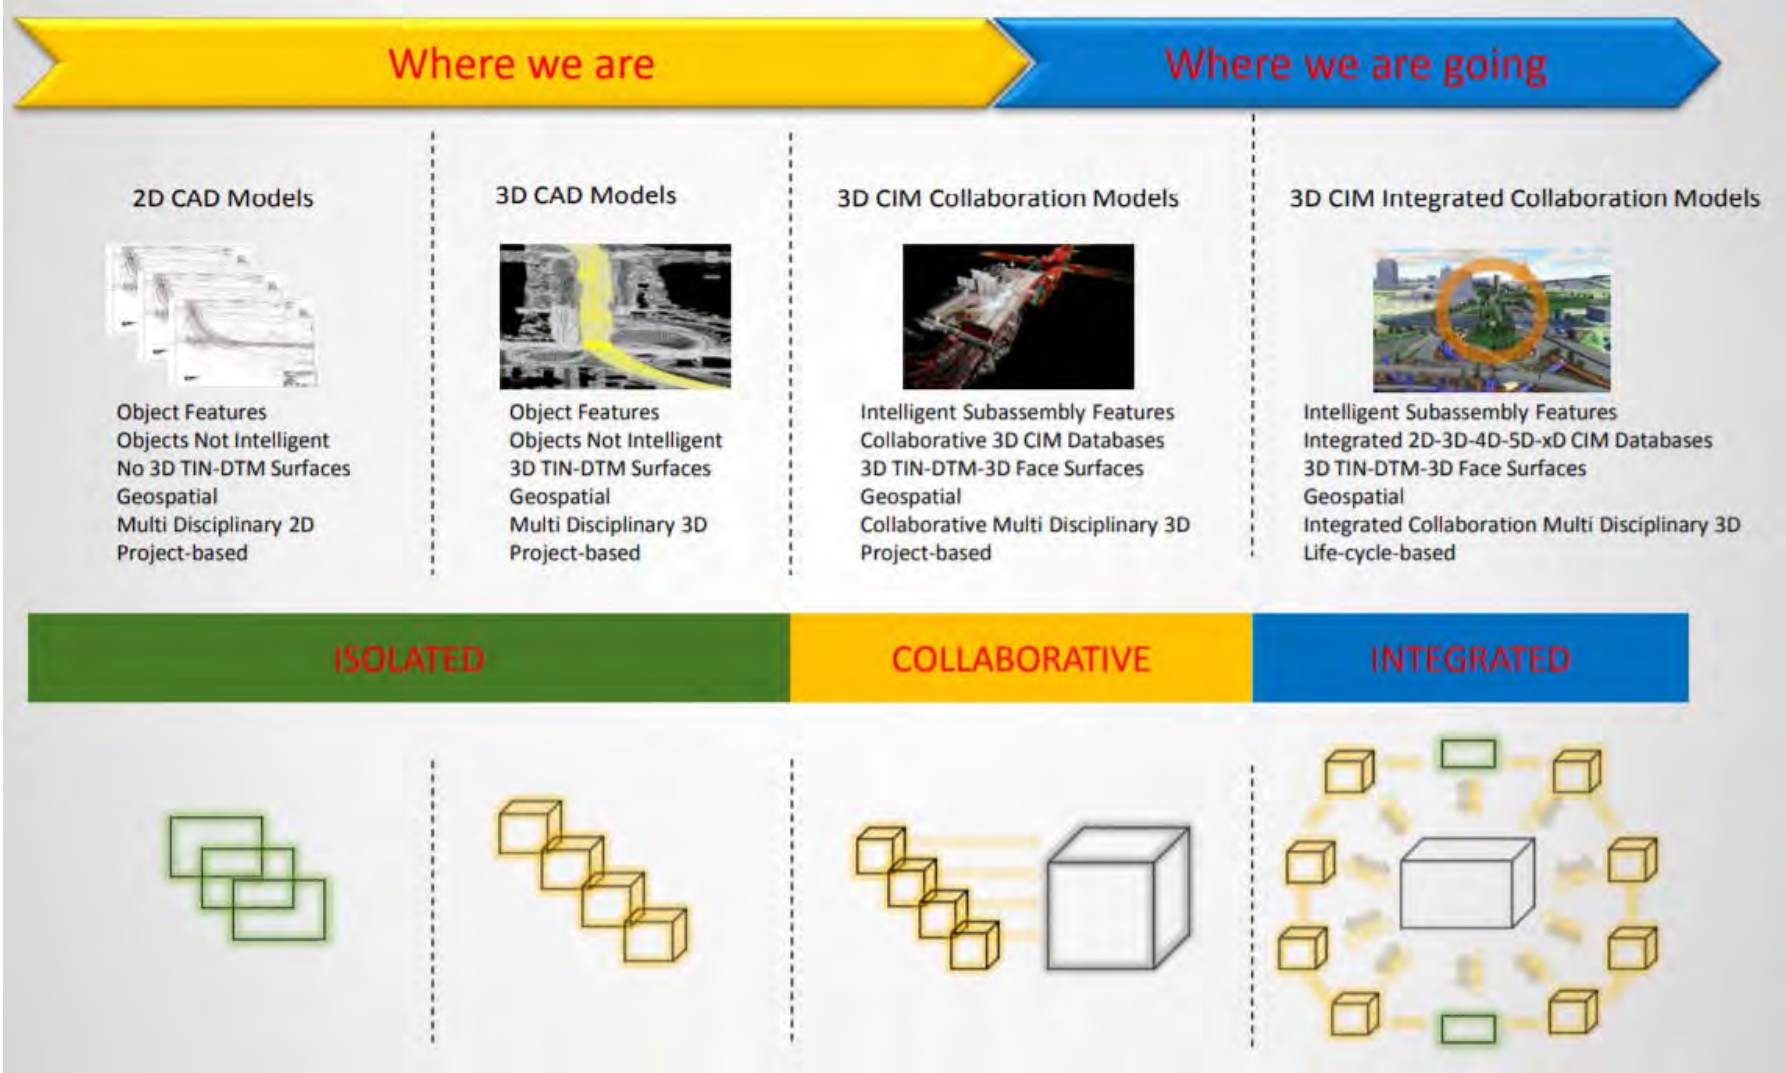 Where we are
Where we are going
2D CAD Models
Object Features
Objects Not Intelligent
No 3D TIN-DTM Surfaces
Geospatial
Multi Disciplinary 2D
Project-based
3D CAD Models
Object Features
Objects Not Intelligent
3D TIN-DTM Surfaces
Geospatial
Multi Disciplinary 3D
Project-based
3D CIM Collaboration Models
Intelligent Subassembly Features
Collaborative 3D CIM Databases
3D TIN-DTM-3D Face Surfaces
Geospatial
Collaborative Multi Disciplinary 3D
Project-based
3D CIM Integrated Collaboration Models
Intelligent Subassembly Features
Integrated 2D-3D-4D-5D-xD CIM Databases
3D TIN-DTM-3D Face Surfaces
Geospatial
Integrated Collaboration Multi Disciplinary 3D
Life-cycle-based
ISOLATED
COLLABORATIVE
INTEGRATED